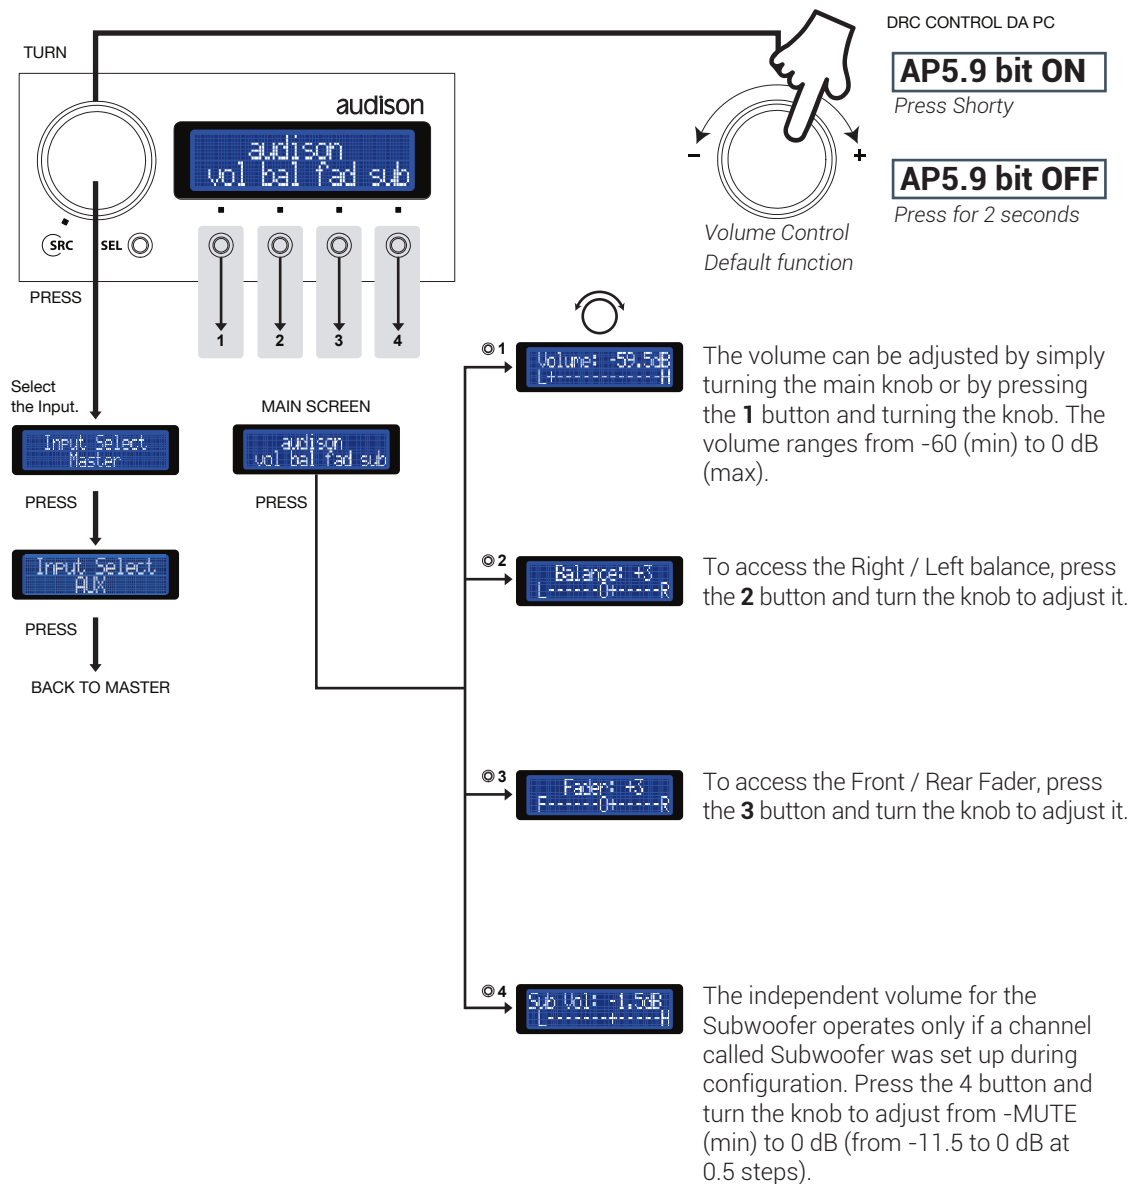 DRC CONTROL DA PC
TURN
AP5.9 bit ON
Press Shorty
audison
audison
vol bal fad sub
AP5.9 bit OFF
Press for 2 seconds
-
+
Volume Control
Default function
SRC
SEL
PRESS
1
2
3
4
Select
the Input.
Input Select
Master
PRESS
Input Select
AUX
PRESS
BACK TO MASTER
MAIN SCREEN
audison
vol bal fad sub
PRESS
1
Volume: -59.5dB
L+--------------H
The volume can be adjusted by simply
turning the main knob or by pressing
the 1 button and turning the knob. The
volume ranges from -60 (min) to 0 dB
(max).
2
Balance: +3
L------0+-----R
To access the Right / Left balance, press
the 2 button and turn the knob to adjust it.
3
Fader: +3
F------0+-----R
To access the Front / Rear Fader, press
the 3 button and turn the knob to adjust it.
4
Sub Vol: -1.5dB
L-------+-----H
The independent volume for the
Subwoofer operates only if a channel
called Subwoofer was set up during
configuration. Press the 4 button and
turn the knob to adjust from -MUTE
(min) to 0 dB (from -11.5 to 0 dB at
0.5 steps).